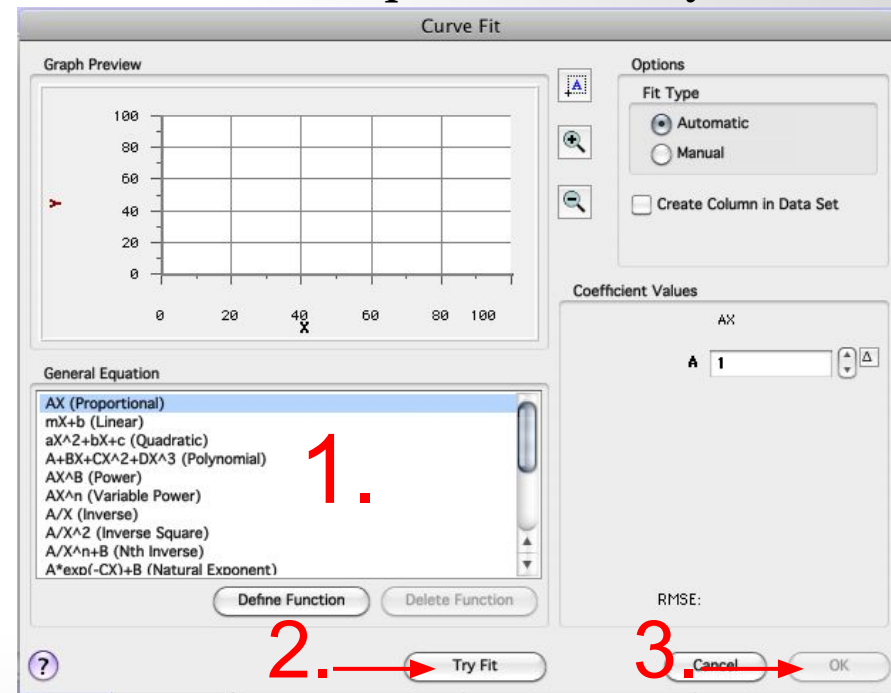 Curve Fit
Graph Preview
100
80
60
40
20
0
Y
0 20 40 60 80 100
X
A
Options
Fit Type
Automatic
Manual
Create Column in Data Set
General Equation
AX (Proportional)
mX+b (Linear)
aX^2+bX+c (Quadratic)
A+BX+CX^2+DX^3 (Polynomial)
AX^B (Power)
AX^n (Variable Power)
A/X (Inverse)
A/X^2 (Inverse Square)
A/X^n+B (Nth Inverse)
A*exp(-CX)+B (Natural Exponent)
1.
Define Function
Delete Function
Coefficient Values
AX
A 1 Δ
RMSE:
?
2.
Try Fit
3.
Cancel
OK